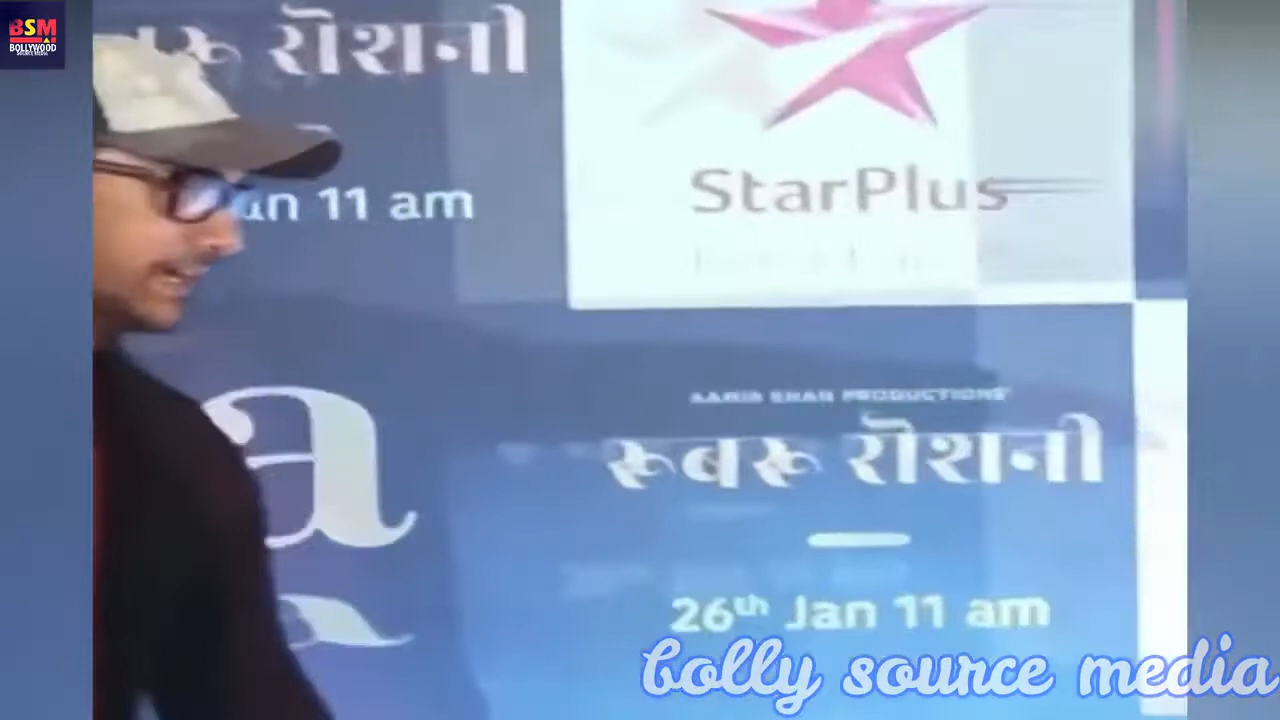 BSM
BOLLYWOOD
रोशनी
Jan 11 am
StarPlus
a
AAMIR KHAN PRODUCTIONS'
रूबरू रोशनी
26th Jan 11 am
bolly source media